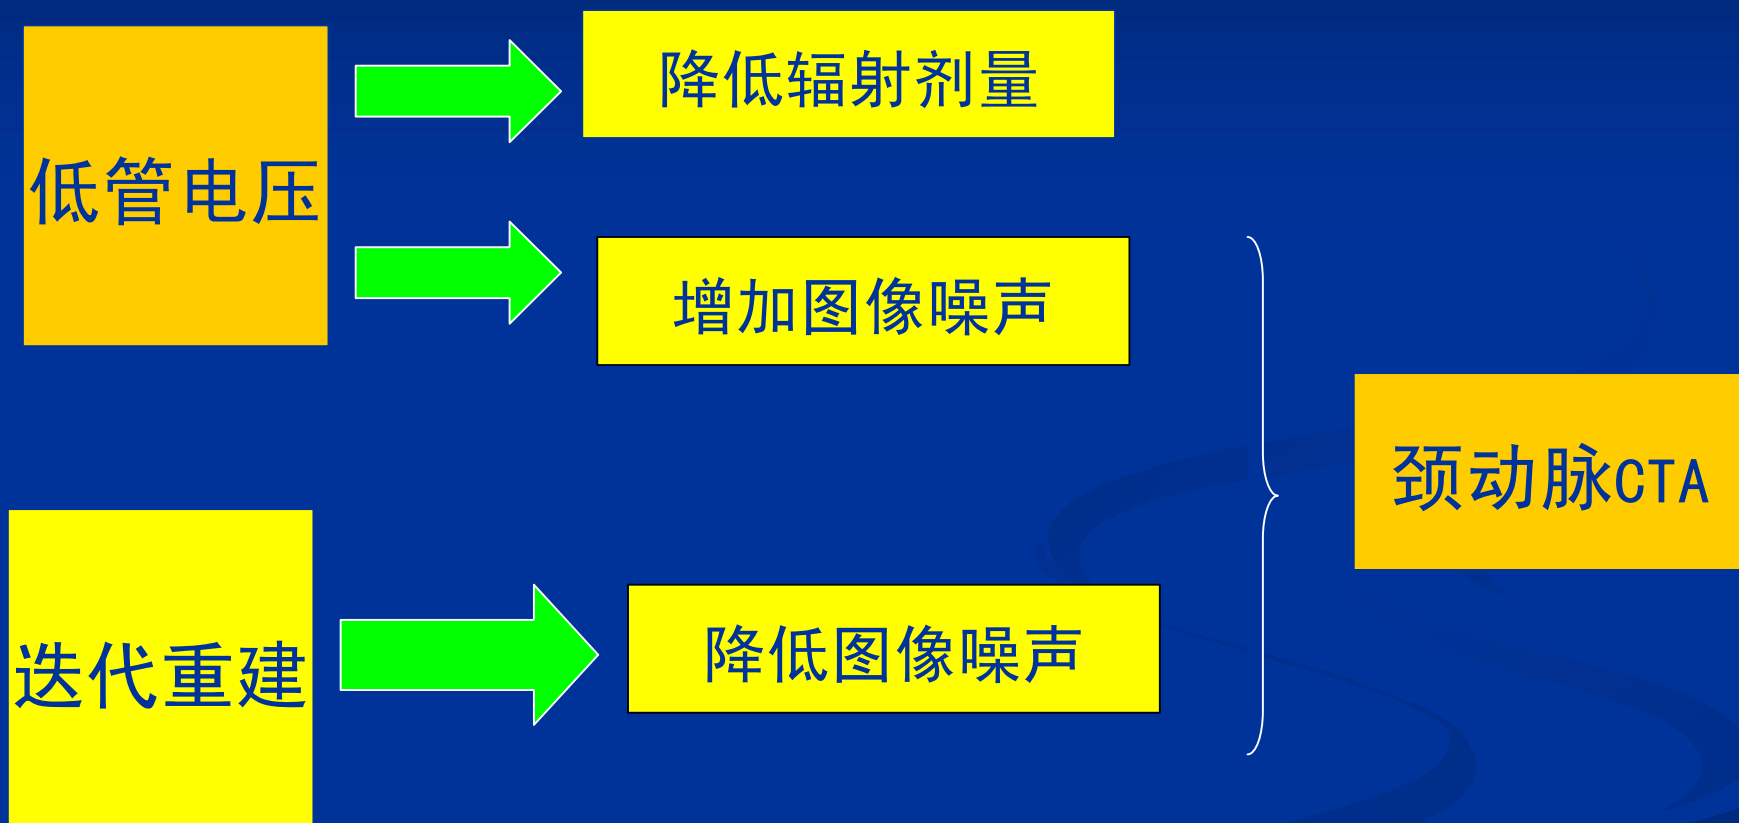 降低辐射剂量
低管电压
增加图像噪声
颈动脉CTA
迭代重建
降低图像噪声